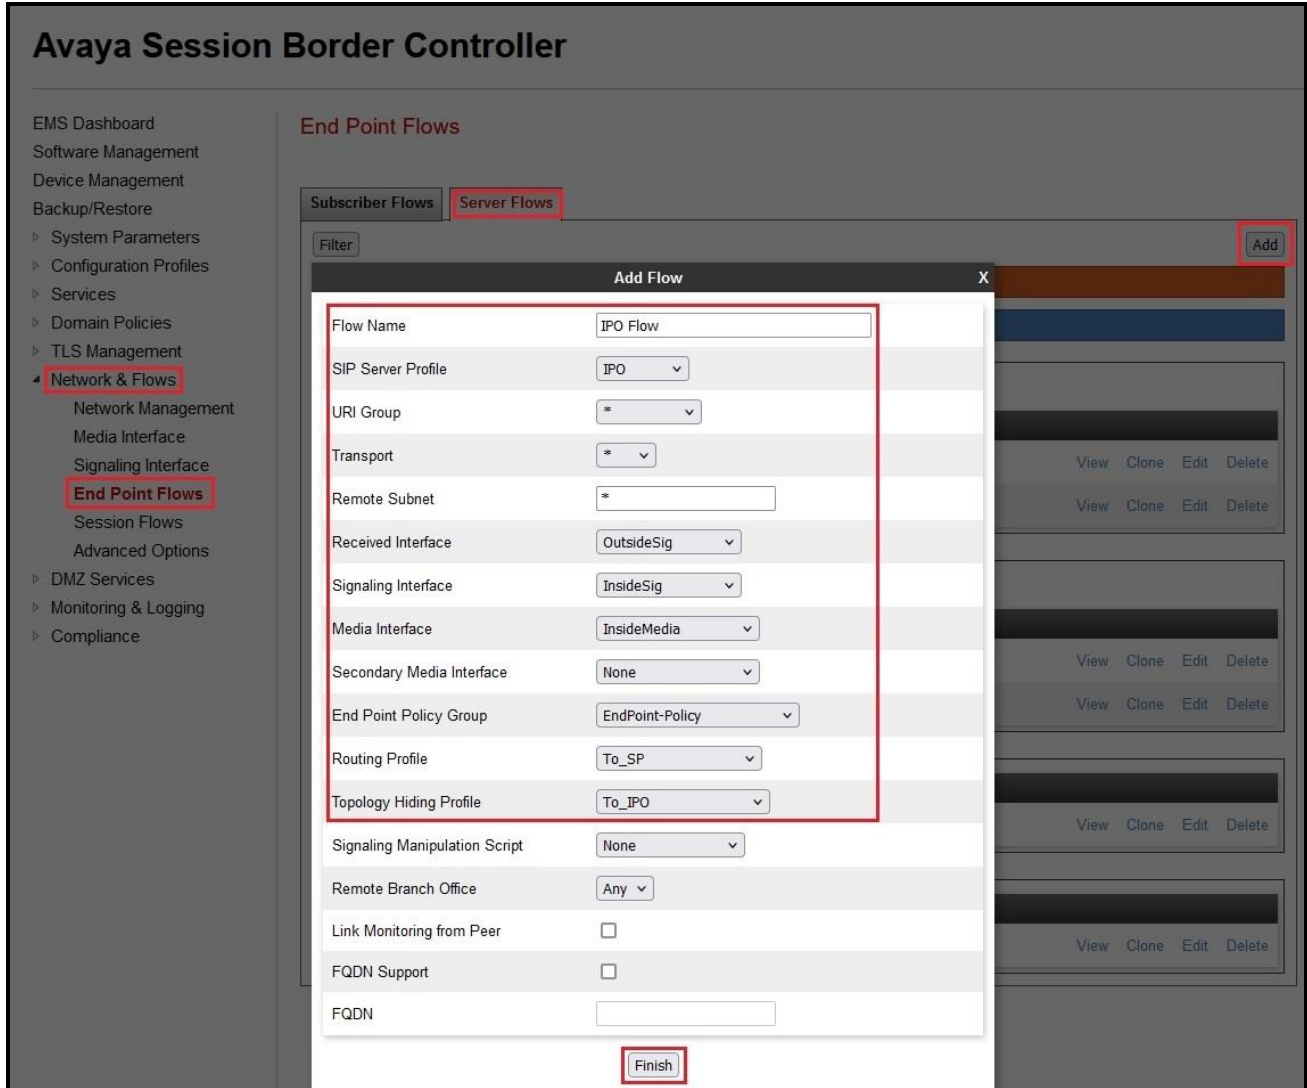 Avaya Session Border Controller
EMS Dashboard
Software Management
Device Management
Backup/Restore
System Parameters
Configuration Profiles
Services
Domain Policies
TLS Management
Network & Flows
Network Management
Media Interface
Signaling Interface
End Point Flows
Session Flows
Advanced Options
DMZ Services
Monitoring & Logging
Compliance
End Point Flows
Subscriber Flows Server Flows
Filter Add
Add Flow X
Flow Name IPO Flow
SIP Server Profile IPO
URI Group *
Transport *
Remote Subnet *
Received Interface OutsideSig
Signaling Interface InsideSig
Media Interface InsideMedia
Secondary Media Interface None
End Point Policy Group EndPoint-Policy
Routing Profile To_SP
Topology Hiding Profile To_IPO
Signaling Manipulation Script None
Remote Branch Office Any
Link Monitoring from Peer
FQDN Support
FQDN
Finish
View Clone Edit Delete
View Clone Edit Delete
View Clone Edit Delete
View Clone Edit Delete
View Clone Edit Delete
View Clone Edit Delete